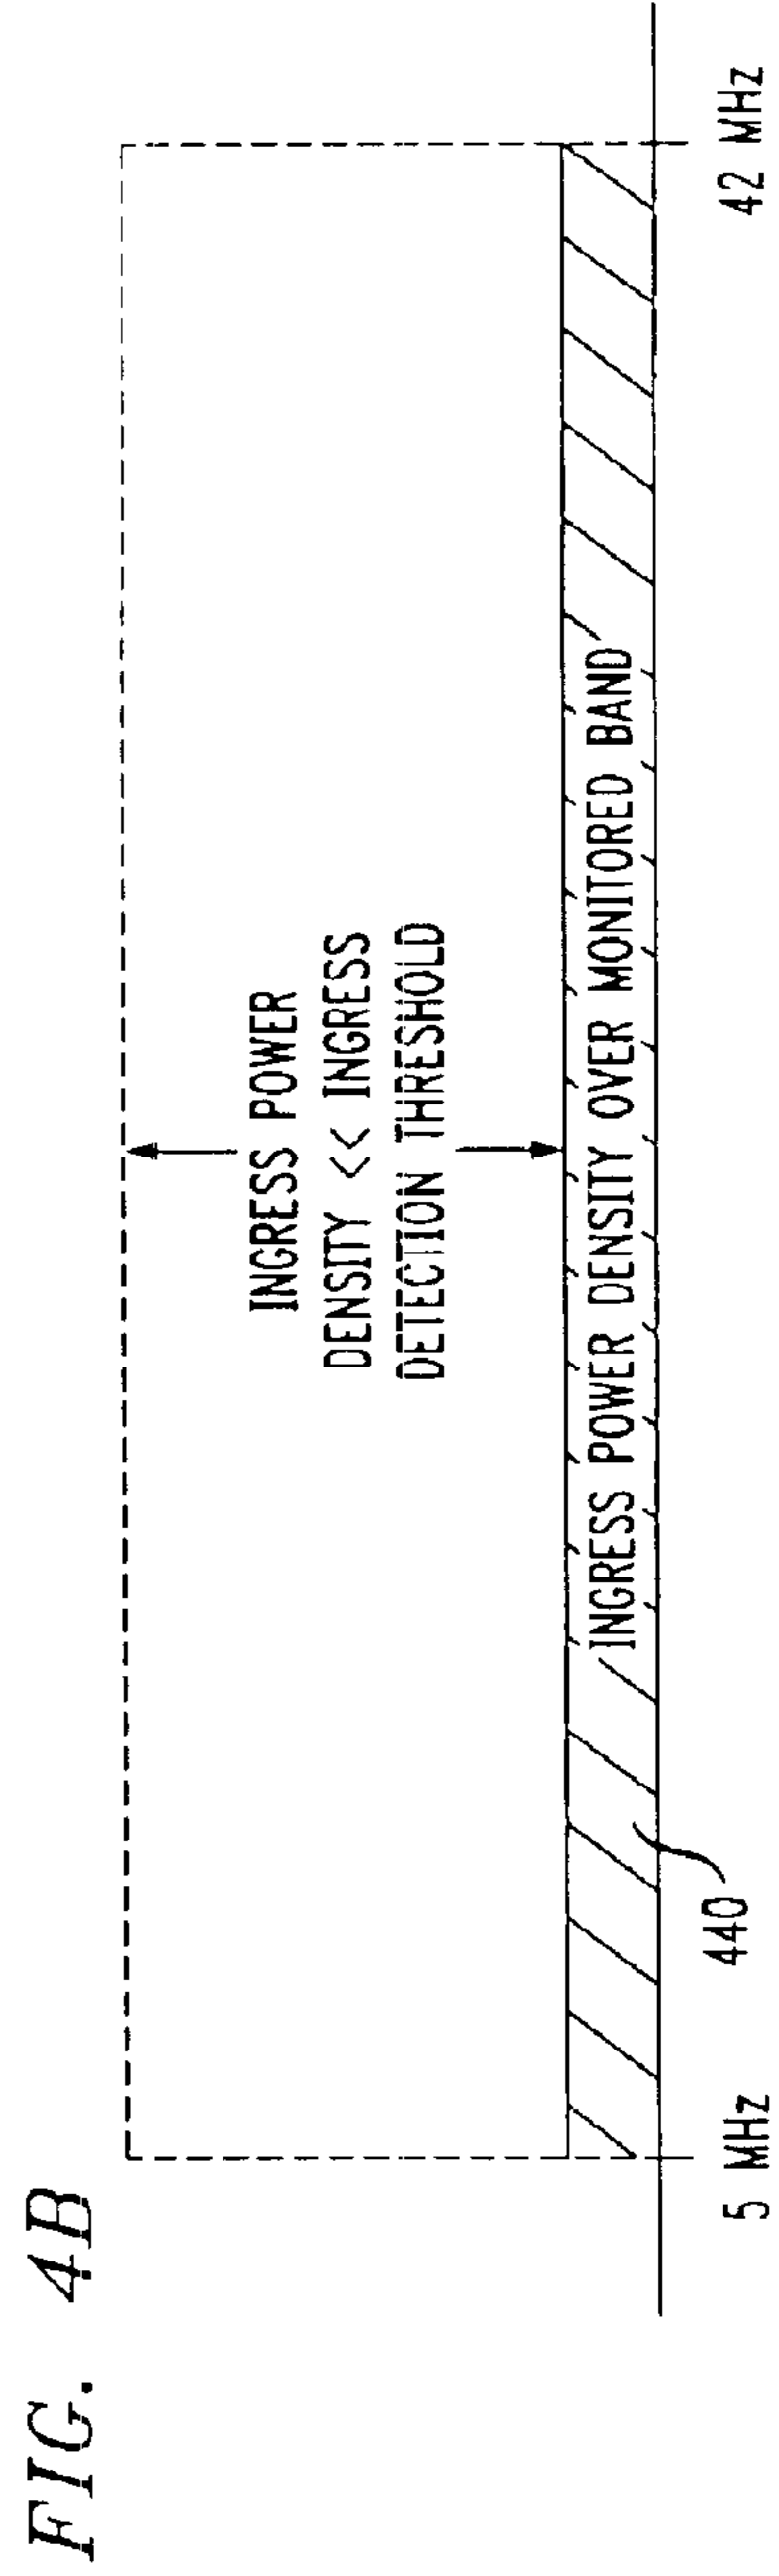 FIG. 4B
INGRESS POWER
DENSITY << INGRESS
DETECTION THRESHOLD
INGRESS POWER DENSITY OVER MONITORED BAND
5 MHz
440
42 MHz